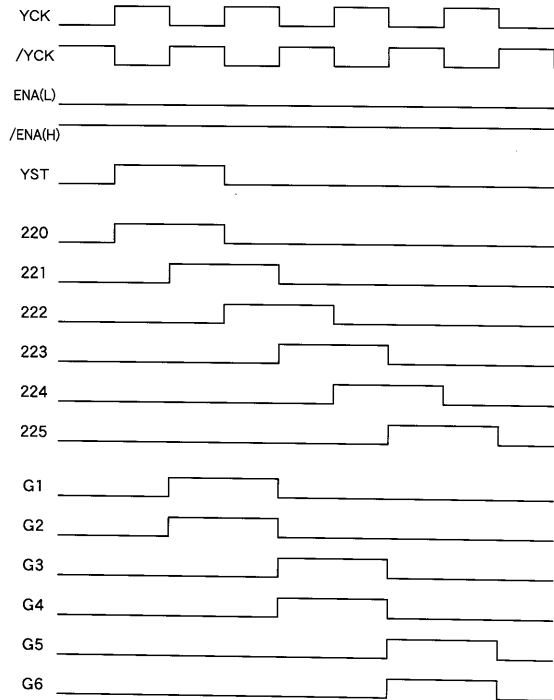 YCK
/YCK
ENA(L)
/ENA(H)
YST
220
221
222
223
224
225
G1
G2
G3
G4
G5
G6